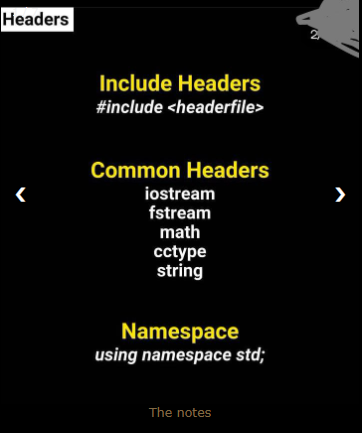 Headers
2
Include Headers
#include <headerfile>
Common Headers
iostream
fstream
math
cctype
string
Namespace
using namespace std;
The notes